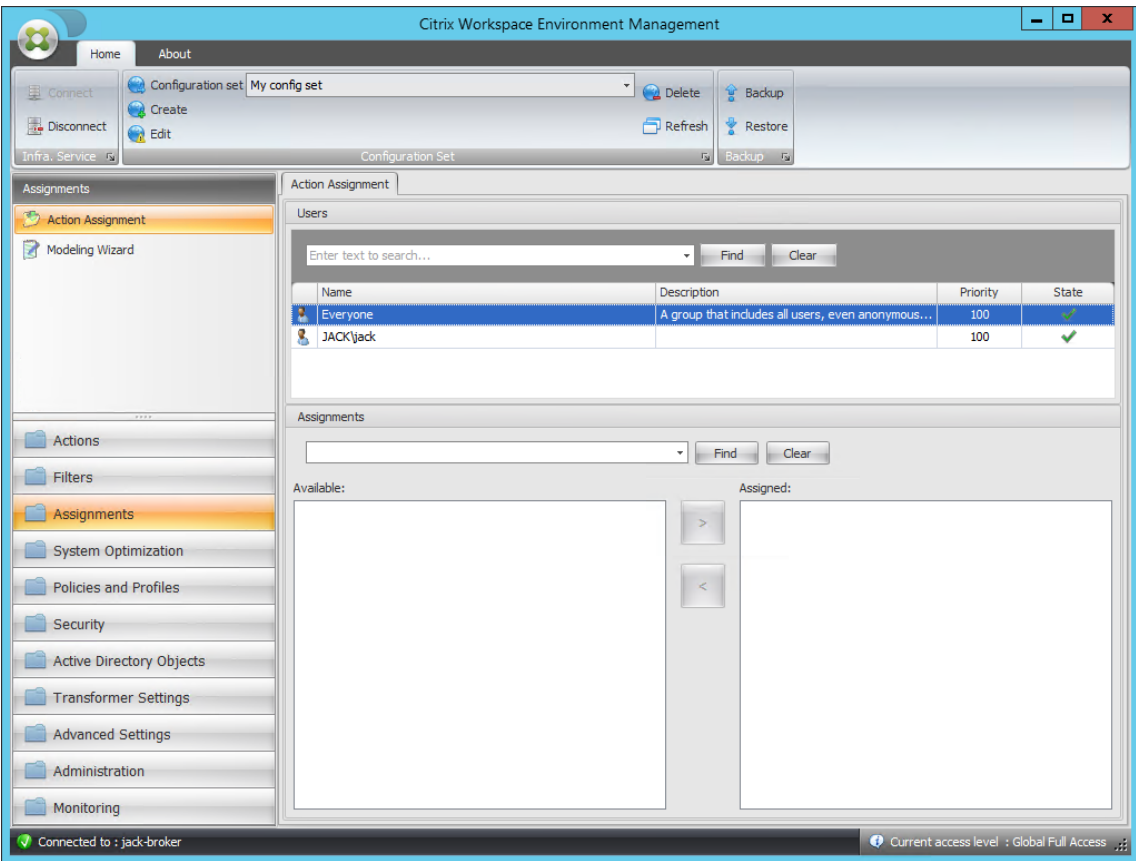 Citrix Workspace Environment Management
Home About
Connect
Disconnect
Infra. Service
Configuration set My config set
Create
Edit
Delete
Refresh
Configuration Set
Backup
Restore
Backup
Assignments
Action Assignment
Modeling Wizard
Actions
Filters
Assignments
System Optimization
Policies and Profiles
Security
Active Directory Objects
Transformer Settings
Advanced Settings
Administration
Monitoring
Action Assignment
Users
Enter text to search... Find Clear
Name Description Priority State
Everyone A group that includes all users, even anonymous... 100
JACK\jack 100
Assignments
Find Clear
Available: Assigned:
>
<
Connected to : jack-broker Current access level : Global Full Access